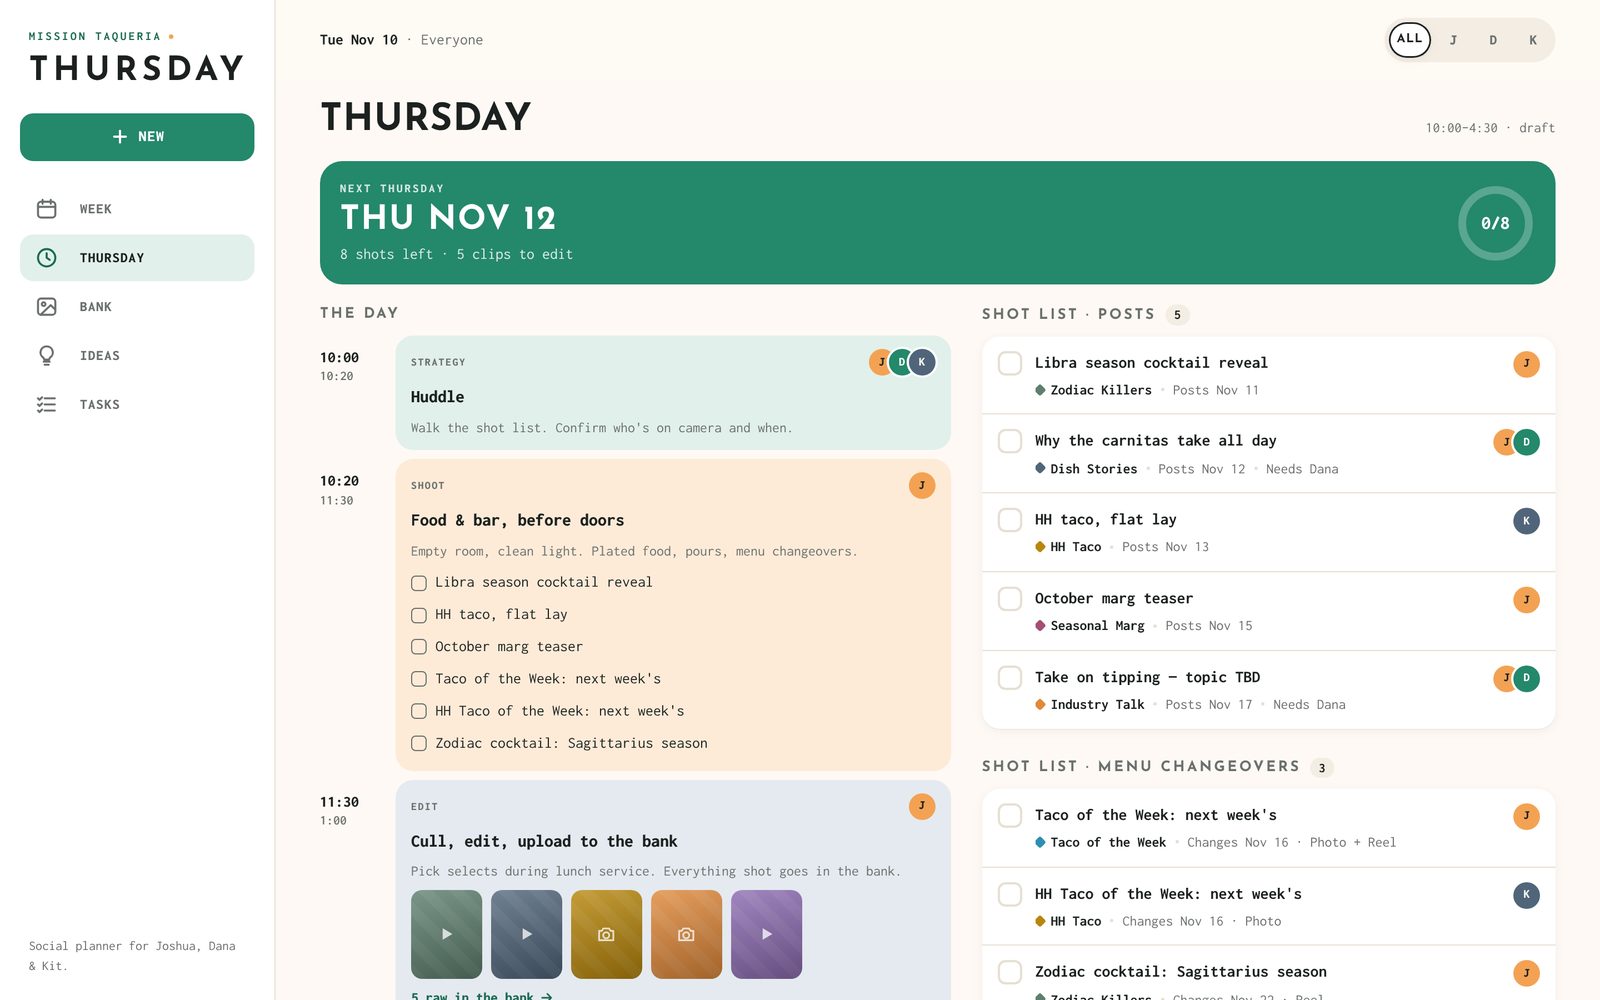 MISSION TAQUERIA
THURSDAY
+ NEW
WEEK
THURSDAY
BANK
IDEAS
TASKS
Social planner for Joshua, Dana
& Kit.
Tue Nov 10 · Everyone
ALL J D K
THURSDAY
10:00–4:30 · draft
NEXT THURSDAY
THU NOV 12
8 shots left · 5 clips to edit
0/8
THE DAY
10:00
10:20
STRATEGY
J D K
Huddle
Walk the shot list. Confirm who's on camera and when.
10:20
11:30
SHOOT
J
Food & bar, before doors
Empty room, clean light. Plated food, pours, menu changeovers.
Libra season cocktail reveal
HH taco, flat lay
October marg teaser
Taco of the Week: next week's
HH Taco of the Week: next week's
Zodiac cocktail: Sagittarius season
11:30
1:00
EDIT
J
Cull, edit, upload to the bank
Pick selects during lunch service. Everything shot goes in the bank.
5 raw in the bank →
SHOT LIST · POSTS 5
Libra season cocktail reveal
J
Zodiac Killers · Posts Nov 11
Why the carnitas take all day
J D
Dish Stories · Posts Nov 12 · Needs Dana
HH taco, flat lay
K
HH Taco · Posts Nov 13
October marg teaser
J
Seasonal Marg · Posts Nov 15
Take on tipping — topic TBD
J D
Industry Talk · Posts Nov 17 · Needs Dana
SHOT LIST · MENU CHANGEOVERS 3
Taco of the Week: next week's
J
Taco of the Week · Changes Nov 16 · Photo + Reel
HH Taco of the Week: next week's
K
HH Taco · Changes Nov 16 · Photo
Zodiac cocktail: Sagittarius season
J
Zodiac Killers · Changes Nov 22 · Reel